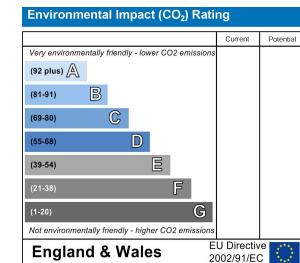 Environmental Impact (CO₂) Rating
Current Potential
Very environmentally friendly - lower CO2 emissions
(92 plus) A
(81-91) B
(69-80) C
(55-68) D
(39-54) E
(21-38) F
(1-20) G
Not environmentally friendly - higher CO2 emissions
England & Wales
EU Directive
2002/91/EC